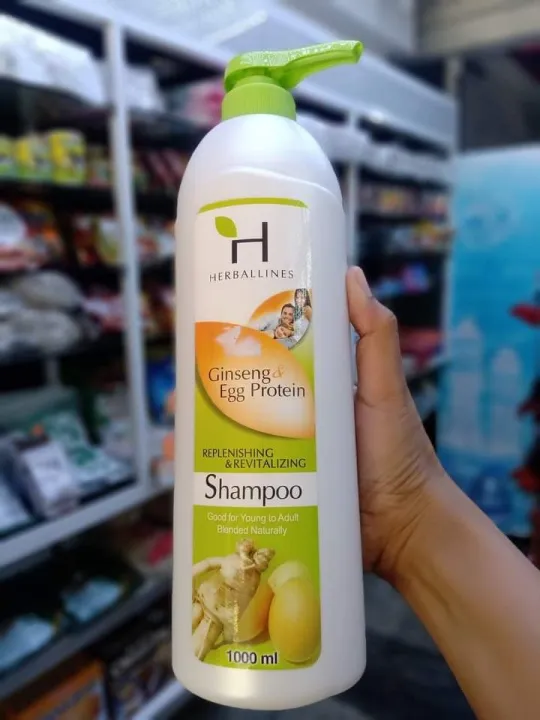 H
HERBALLINES
Ginseng &
Egg Protein
REPLENISHING
& REVITALIZING
Shampoo
Good for Young to Adult
Blended Naturally
1000 ml